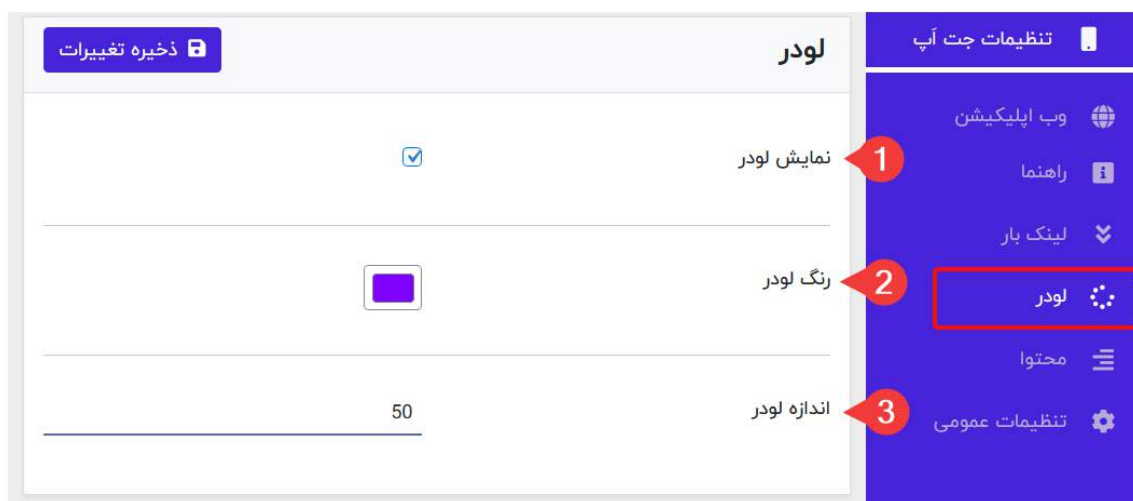 تنظیمات جت اَپ
وب اپلیکیشن
راهنما
لینک بار
لودر
محتوا
تنظیمات عمومی
لودر
ذخیره تغییرات
1
نمایش لودر
2
رنگ لودر
3
اندازه لودر
50